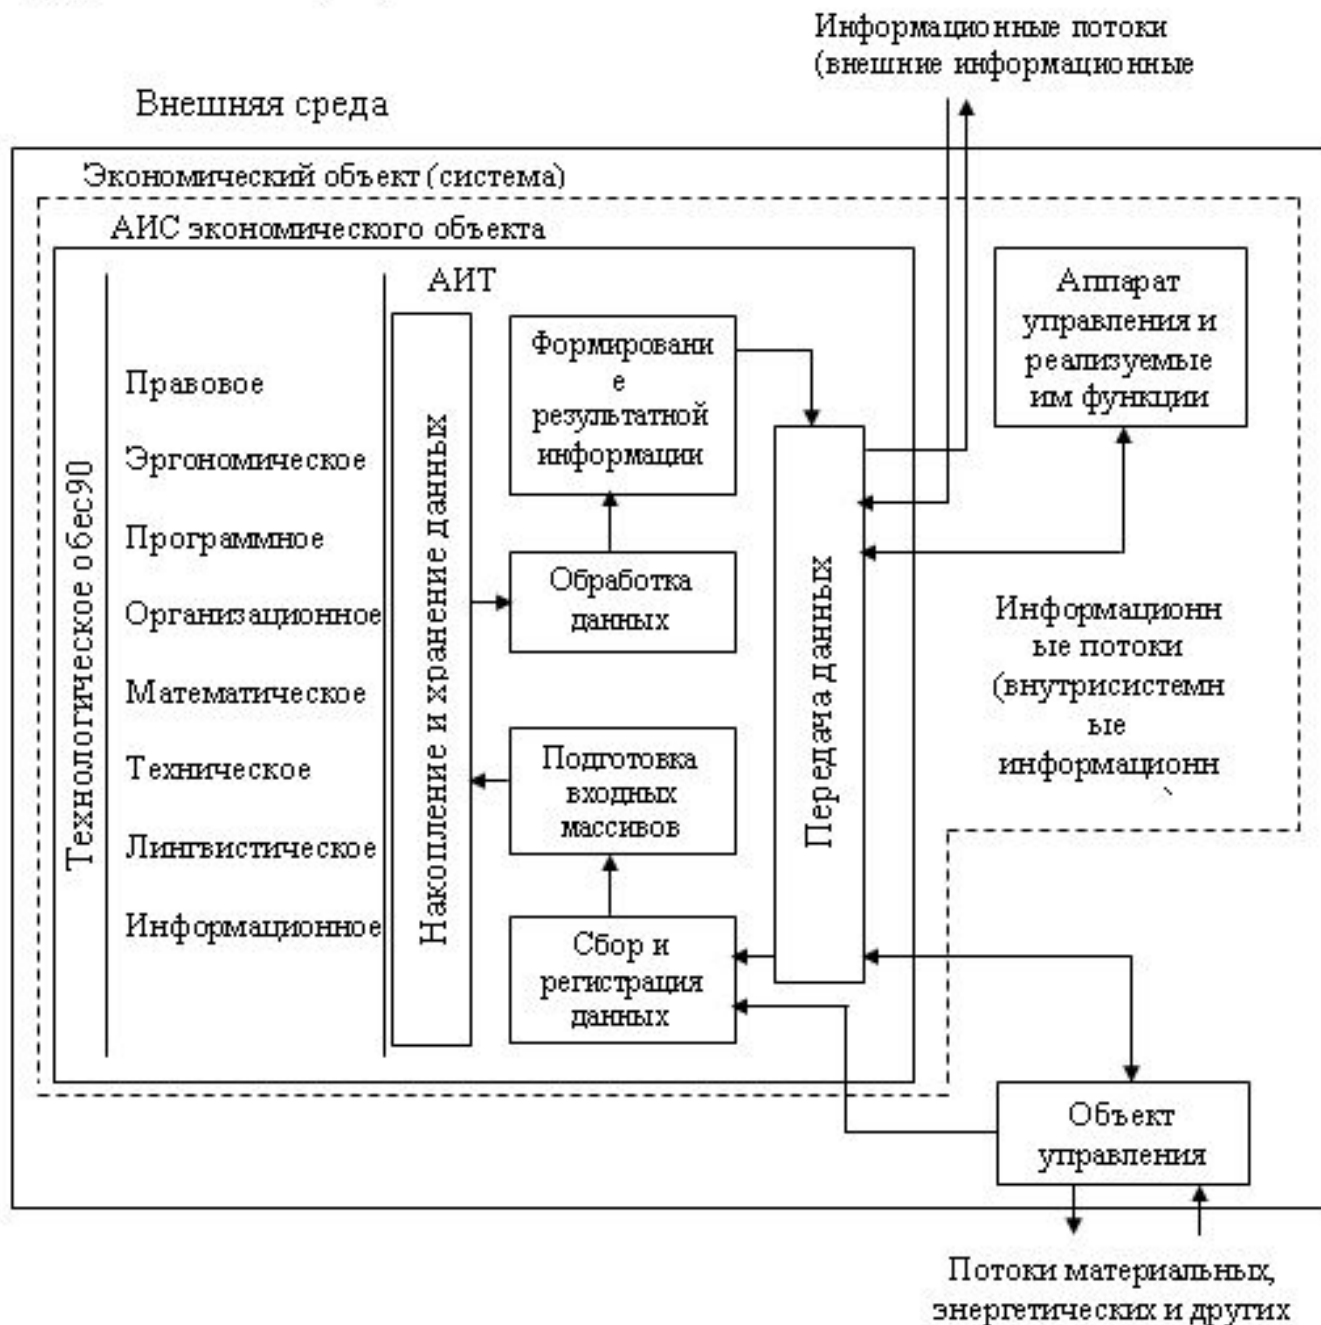 Информационные потоки
(внешние информационные
Внешняя среда
Экономический объект (система)
АИС экономического объекта
АИТ
Технологическое обес90
Правовое
Эргономическое
Программное
Организационное
Математическое
Техническое
Лингвистическое
Информационное
Накопление и хранение данных
Формировани
е
результатной
информации
Обработка
данных
Подготовка
входных
массивов
Сбор и
регистрация
данных
Передача данных
Аппарат
управления и
реализуемые
им функции
Информационн
ые потоки
(внутрисистемн
ые
информационн
Объект
управления
Потоки материальных,
энергетических и других